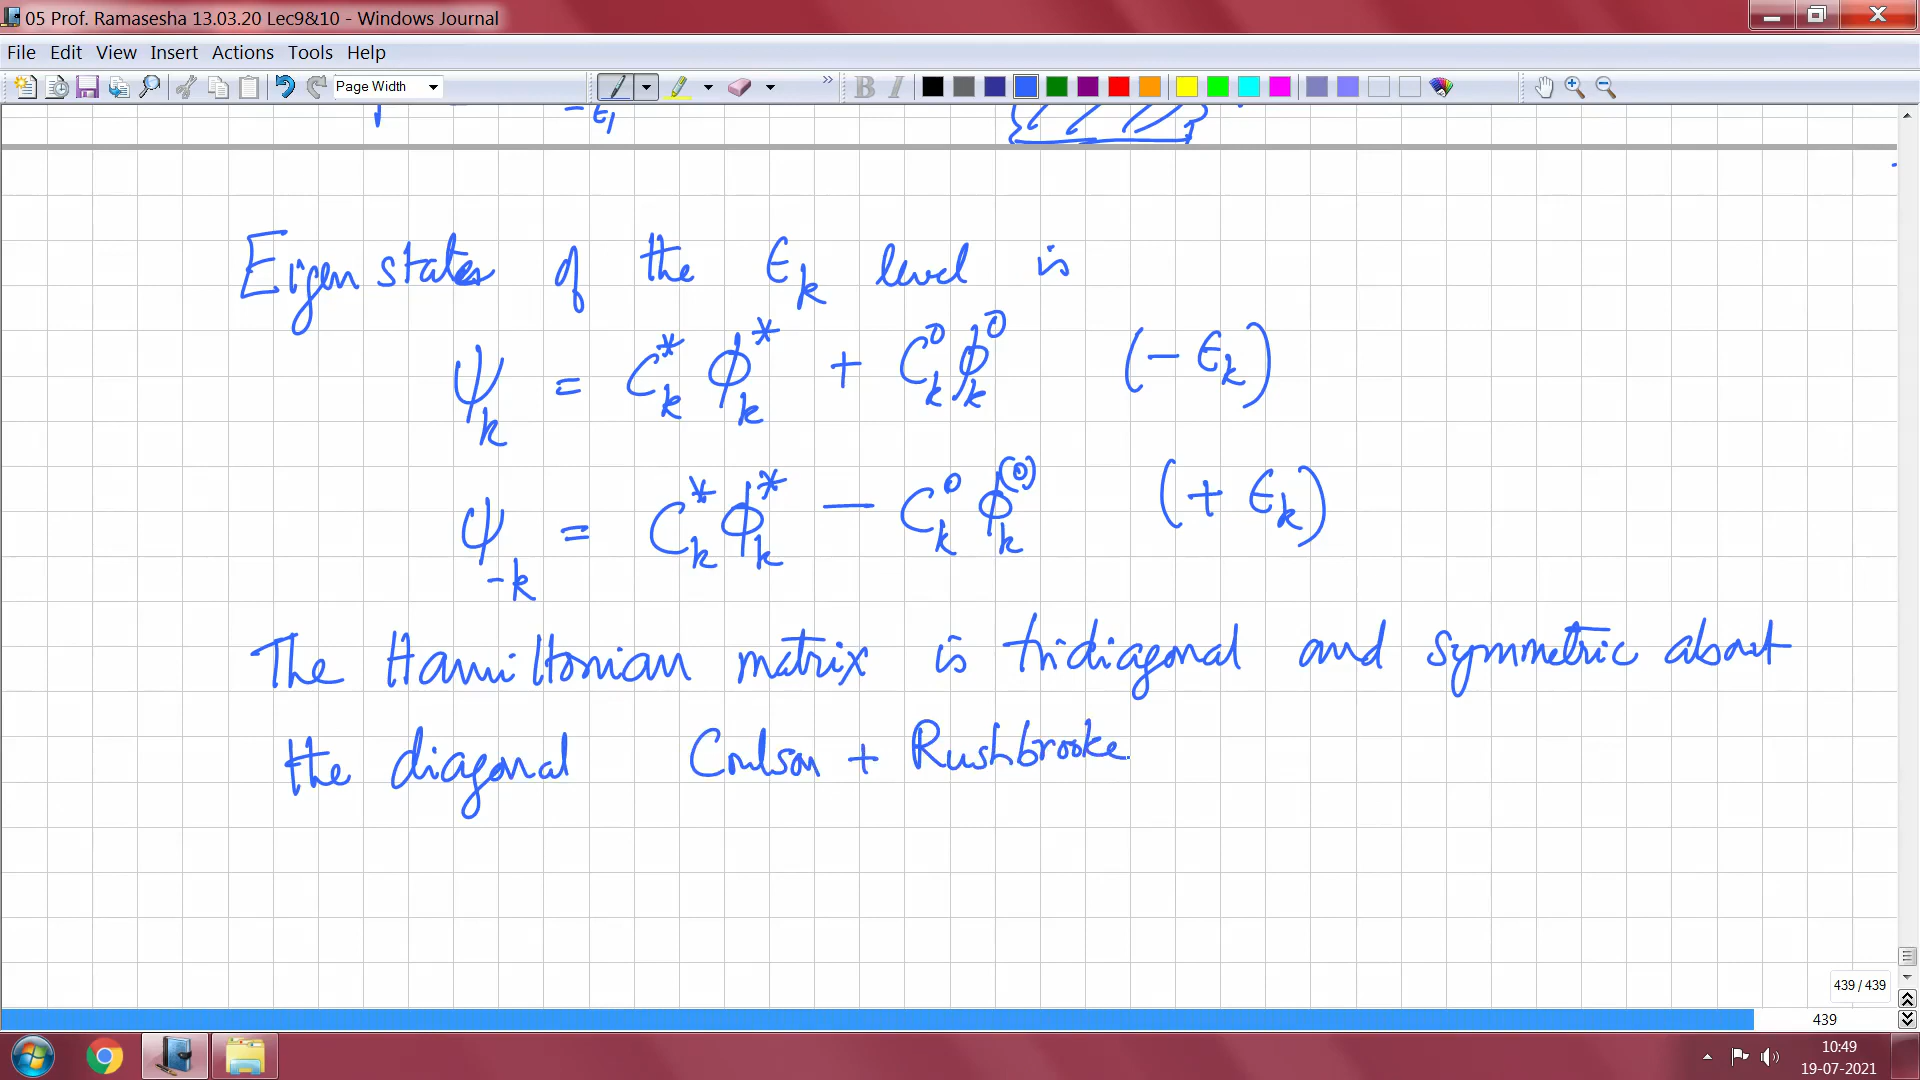 05 Prof. Ramasesha 13.03.20 Lec9&10 - Windows Journal
File Edit View Insert Actions Tools Help
Page Width B I
-ϵ₁
Eigen states of the ϵ_k level is
ψ_k = C_k^* ϕ_k^* + C_k^0 ϕ_k^0 (- ϵ_k)
ψ_-k = C_k^* ϕ_k^* - C_k^0 ϕ_k^(0) (+ ϵ_k)
The Hamiltonian matrix is tridiagonal and symmetric about
the diagonal Coulson + Rushbrooke.
439 / 439
439
10:49
19-07-2021